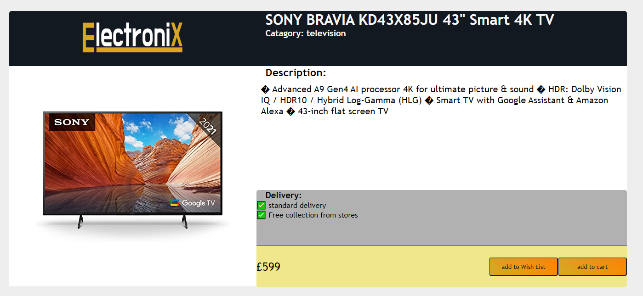 ElectroniX
SONY BRAVIA KD43X85JU 43" Smart 4K TV
Catagory: television
Description:
� Advanced A9 Gen4 AI processor 4K for ultimate picture & sound � HDR: Dolby Vision
IQ / HDR10 / Hybrid Log-Gamma (HLG) � Smart TV with Google Assistant & Amazon
Alexa � 43-inch flat screen TV
SONY
2021
Google TV
Delivery:
✅ standard delivery
✅ Free collection from stores
£599
add to Wish List
add to cart